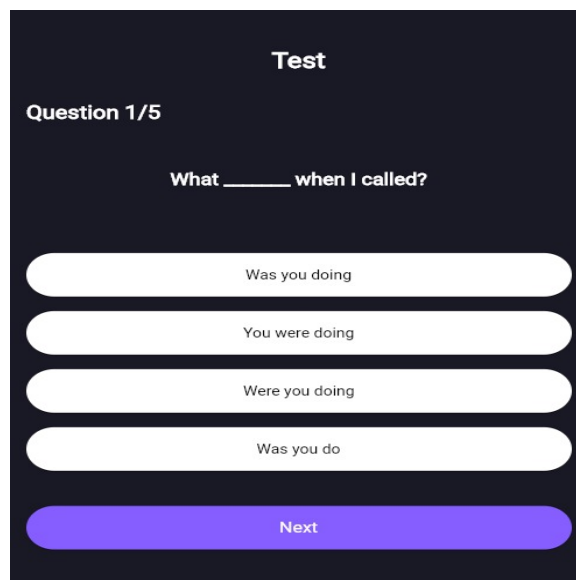 Test
Question 1/5
What _______ when I called?
Was you doing
You were doing
Were you doing
Was you do
Next